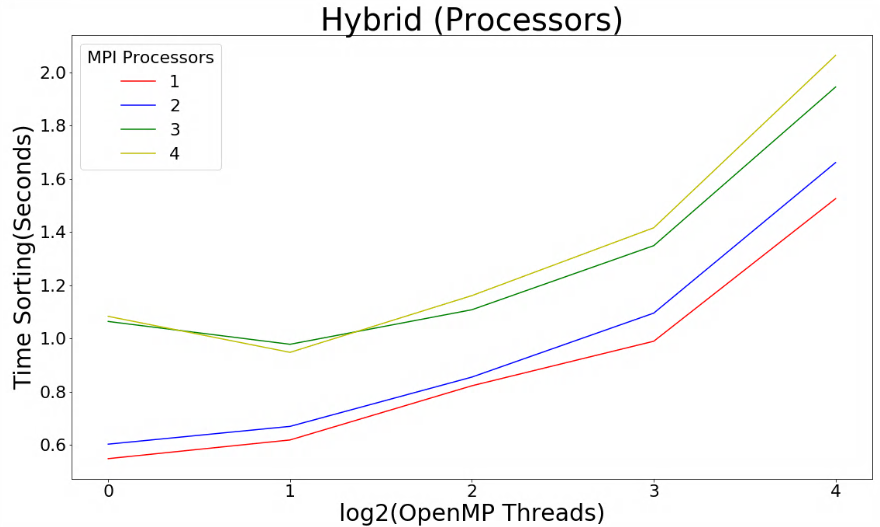 Hybrid (Processors)
MPI Processors
1
2
3
4
Time Sorting(Seconds)
2.0
1.8
1.6
1.4
1.2
1.0
0.8
0.6
0 1 2 3 4
log2(OpenMP Threads)